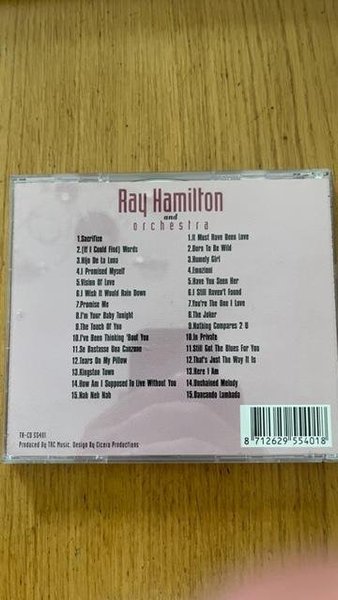 Ray Hamilton
and
orchestra
1.Sacrifice
2.(If I Could Find) Words
3.Hijo De La Luna
4.I Promised Myself
5.Vision Of Love
6.I Wish It Would Rain Down
7.Promise Me
8.I'm Your Baby Tonight
9.The Touch Of You
10.I've Been Thinking 'Bout You
11.Se Bastasse Una Canzone
12.Tears On My Pillow
13.Kingston Town
14.How Am I Supposed To Live Without You
15.Nah Neh Nah
1.It Must Have Been Love
2.Born To Be Wild
3.Homely Girl
4.Emozioni
5.Have You Seen Her
6.I Still Haven't Found
7.You're The One I Love
8.The Joker
9.Nothing Compares 2 U
10.In Private
11.Still Got The Blues For You
12.That's Just The Way It Is
13.Here I Am
14.Unchained Melody
15.Dancando Lambada
TR-CD 55401
Produced By TRC Music. Design By Cicero Productions
8 712629 554018